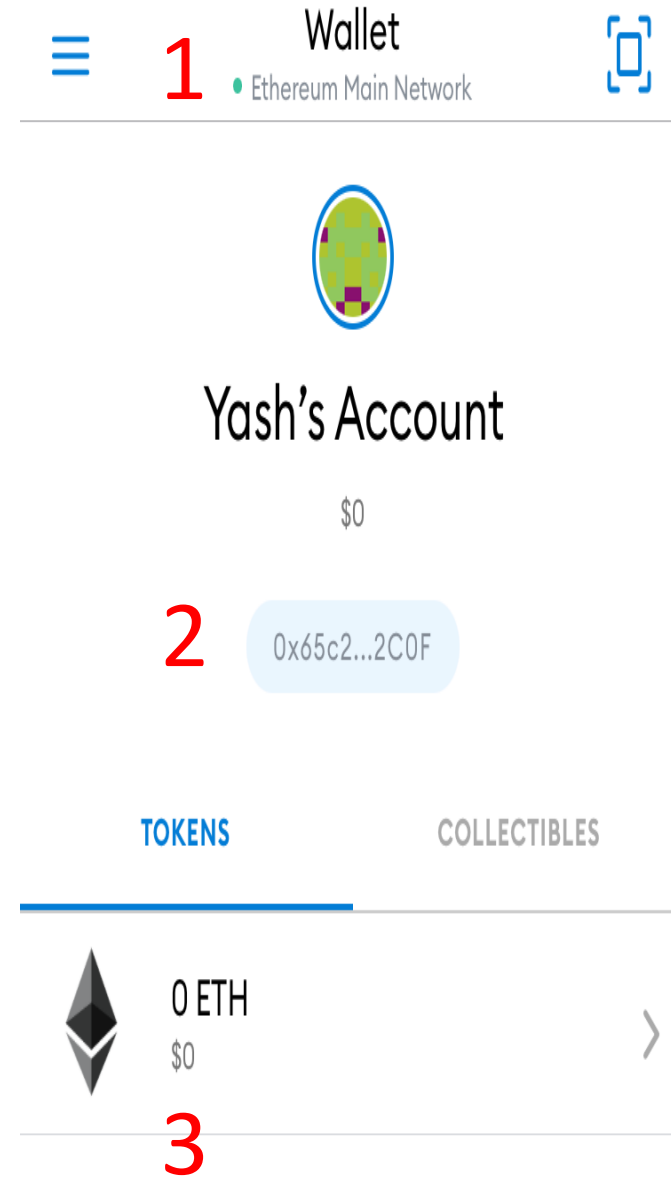 Wallet
1
Ethereum Main Network
Yash's Account
$0
2
0x65c2...2C0F
TOKENS
COLLECTIBLES
0 ETH
$0
3